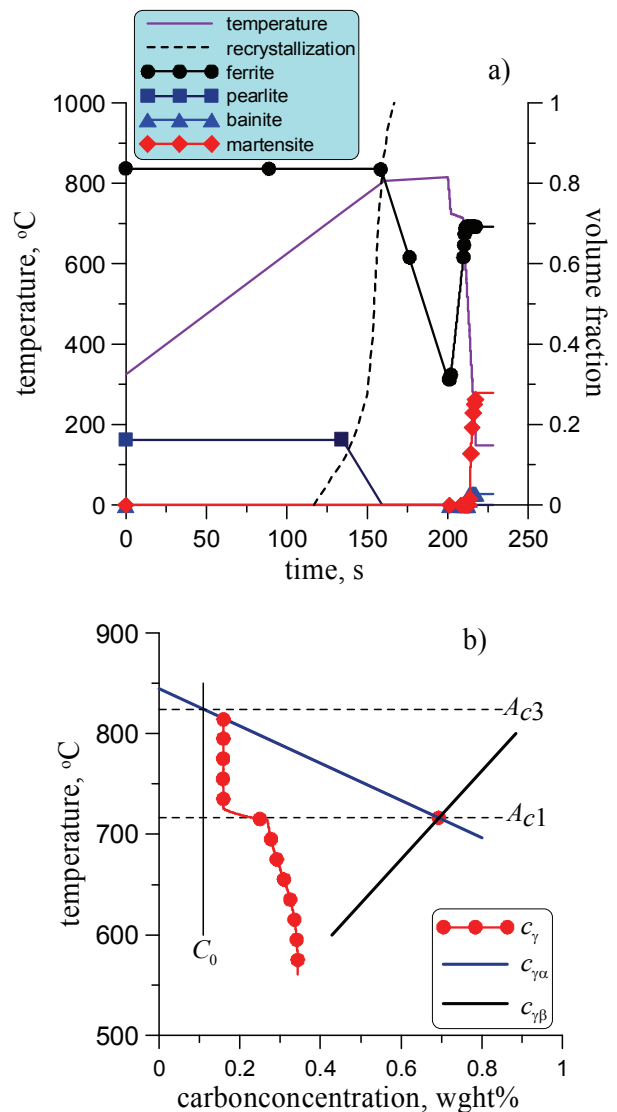 temperature
recrystallization
ferrite
pearlite
bainite
martensite
a)
1000
800
600
400
200
0
1
0.8
0.6
0.4
0.2
0
temperature, °C
volume fraction
0 50 100 150 200 250
time, s
b)
900
800
700
600
500
temperature, °C
Ac3
Ac1
C0
cγ
cγα
cγβ
0 0.2 0.4 0.6 0.8 1
carbonconcentration, wght%